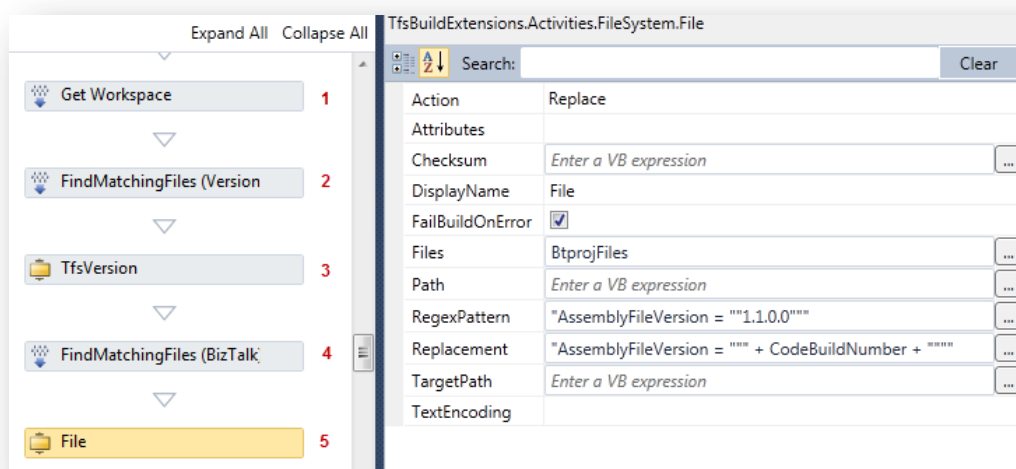 Expand All Collapse All
Get Workspace 1
FindMatchingFiles (Version 2
TfsVersion 3
FindMatchingFiles (BizTalk) 4
File 5
TfsBuildExtensions.Activities.FileSystem.File
A Z Search: Clear
Action Replace
Attributes
Checksum Enter a VB expression ...
DisplayName File
FailBuildOnError
Files BtprojFiles ...
Path Enter a VB expression ...
RegexPattern "AssemblyFileVersion = ""1.1.0.0""" ...
Replacement "AssemblyFileVersion = """ + CodeBuildNumber + """" ...
TargetPath Enter a VB expression ...
TextEncoding